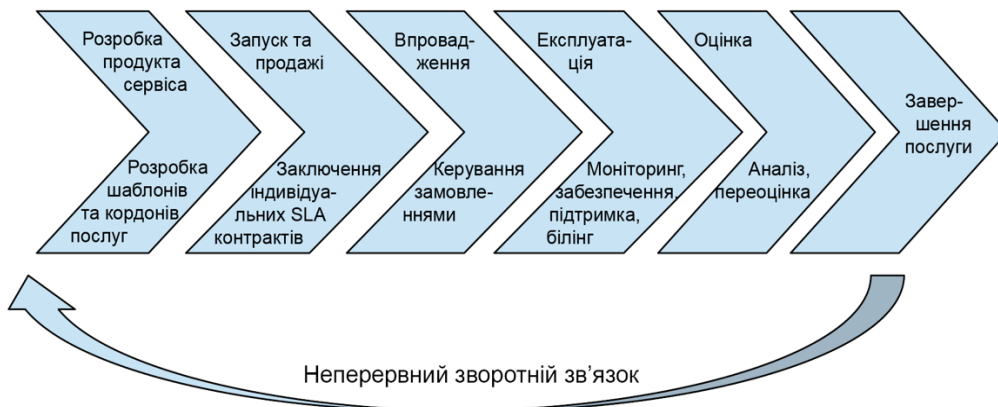 Розробка
продукта
сервіса
Розробка
шаблонів
та кордонів
послуг
Запуск та
продажі
Заключення
індивідуа-
льних SLA
контрактів
Впровад-
ження
Керування
замовле-
ннями
Експлуата-
ція
Моніторинг,
забезпечення,
підтримка,
білінг
Оцінка
Аналіз,
переоцінка
Завер-
шення
послуги
Неперервний зворотній зв’язок